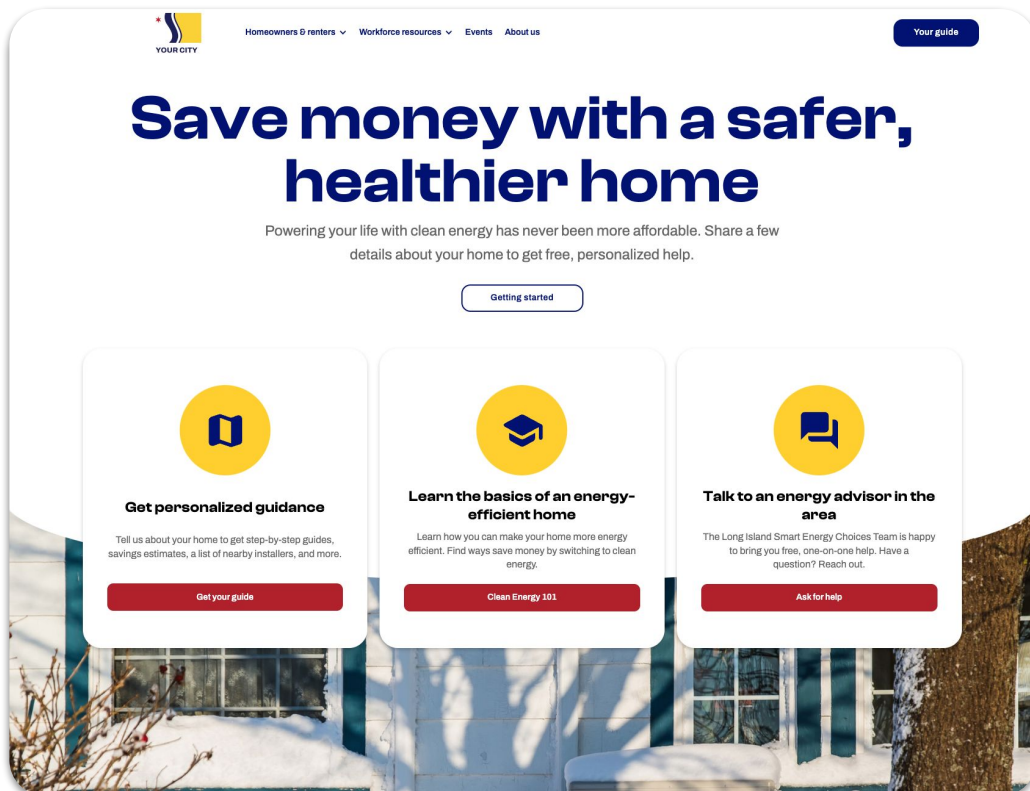 YOUR CITY
Homeowners & renters
Workforce resources
Events
About us
Your guide
Save money with a safer,
healthier home
Powering your life with clean energy has never been more affordable. Share a few
details about your home to get free, personalized help.
Getting started
Get personalized guidance
Tell us about your home to get step-by-step guides,
savings estimates, a list of nearby installers, and more.
Get your guide
Learn the basics of an energy-
efficient home
Learn how you can make your home more energy
efficient. Find ways save money by switching to clean
energy.
Clean Energy 101
Talk to an energy advisor in the
area
The Long Island Smart Energy Choices Team is happy
to bring you free, one-on-one help. Have a
question? Reach out.
Ask for help